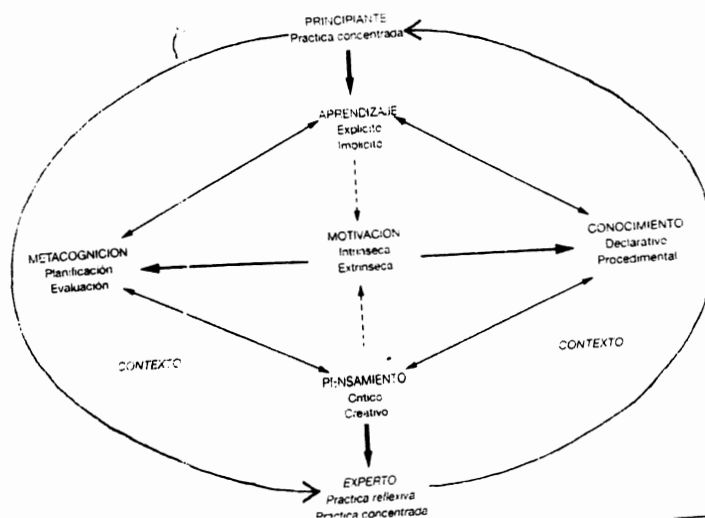 PRINCIPIANTE
Practica concentrada
APRENDIZAJE
Explicito
Implicito
MOTIVACION
Intrinseca
Extrinseca
METACOGNICION
Planificación
Evaluación
CONOCIMIENTO
Declarativo
Procedimental
CONTEXTO
CONTEXTO
PENSAMIENTO
Critico
Creativo
EXPERTO
Practica reflexiva
Practica concentrada